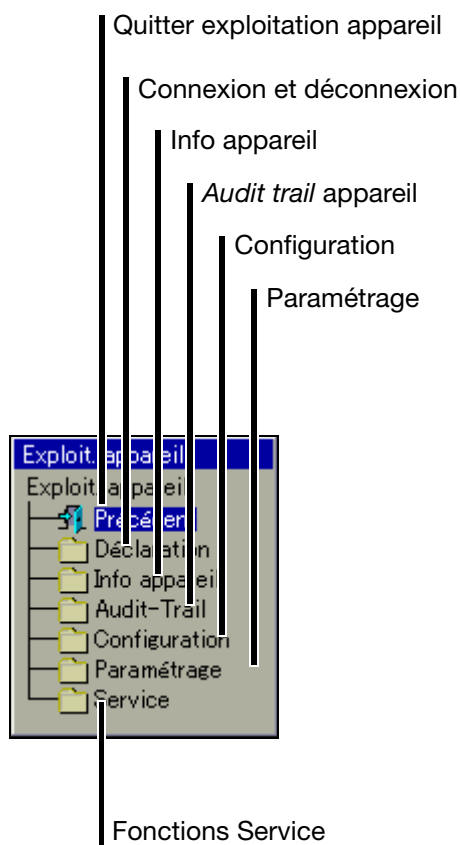 Quitter exploitation appareil
Connexion et déconnexion
Info appareil
Audit trail appareil
Configuration
Paramétrage
Exploit. appareil
Exploit. appareil
Précédent
Déclaration
Info appareil
Audit-Trail
Configuration
Paramétrage
Service
Fonctions Service